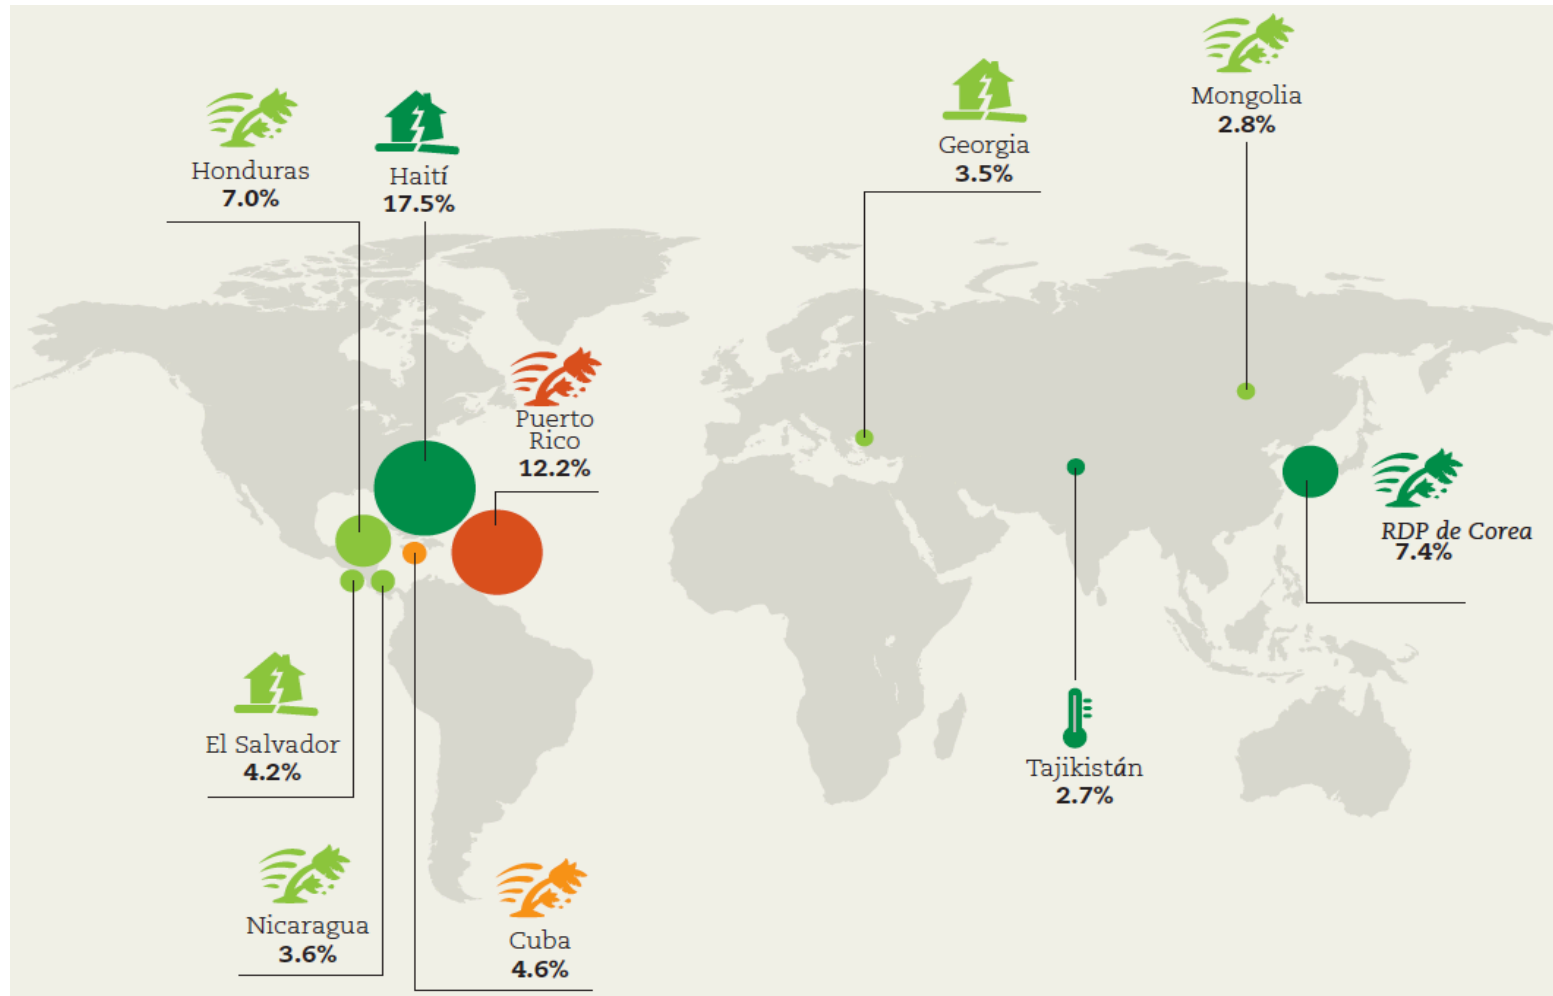 Mongolia
2.8%
Georgia
3.5%
Honduras
7.0%
Haití
17.5%
Puerto
Rico
12.2%
RDP de Corea
7.4%
El Salvador
4.2%
Tajikistán
2.7%
Nicaragua
3.6%
Cuba
4.6%